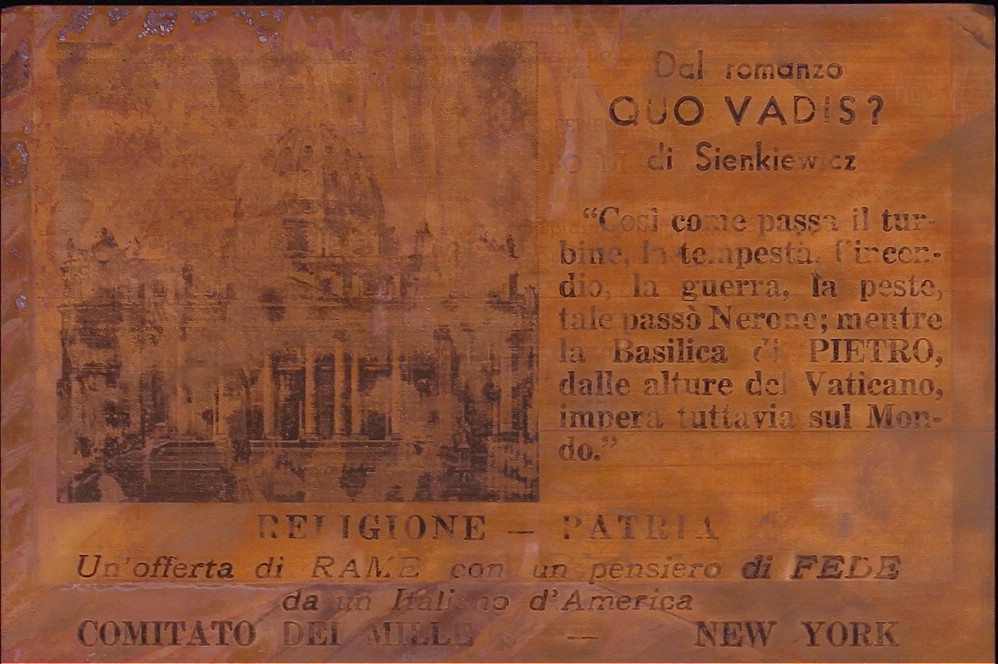 Dal romanzo
QUO VADIS?
di Sienkiewicz
“Così come passa il tur-
bine, la tempesta, l'incen-
dio, la guerra, la peste,
tale passò Nerone; mentre
la Basilica di PIETRO,
dalle alture del Vaticano,
impera tuttavia sul Mon-
do.”
RELIGIONE — PATRIA
Un'offerta di RAME con un pensiero di FEDE
da un Italiano d'America
COMITATO DEI MILLE — NEW YORK